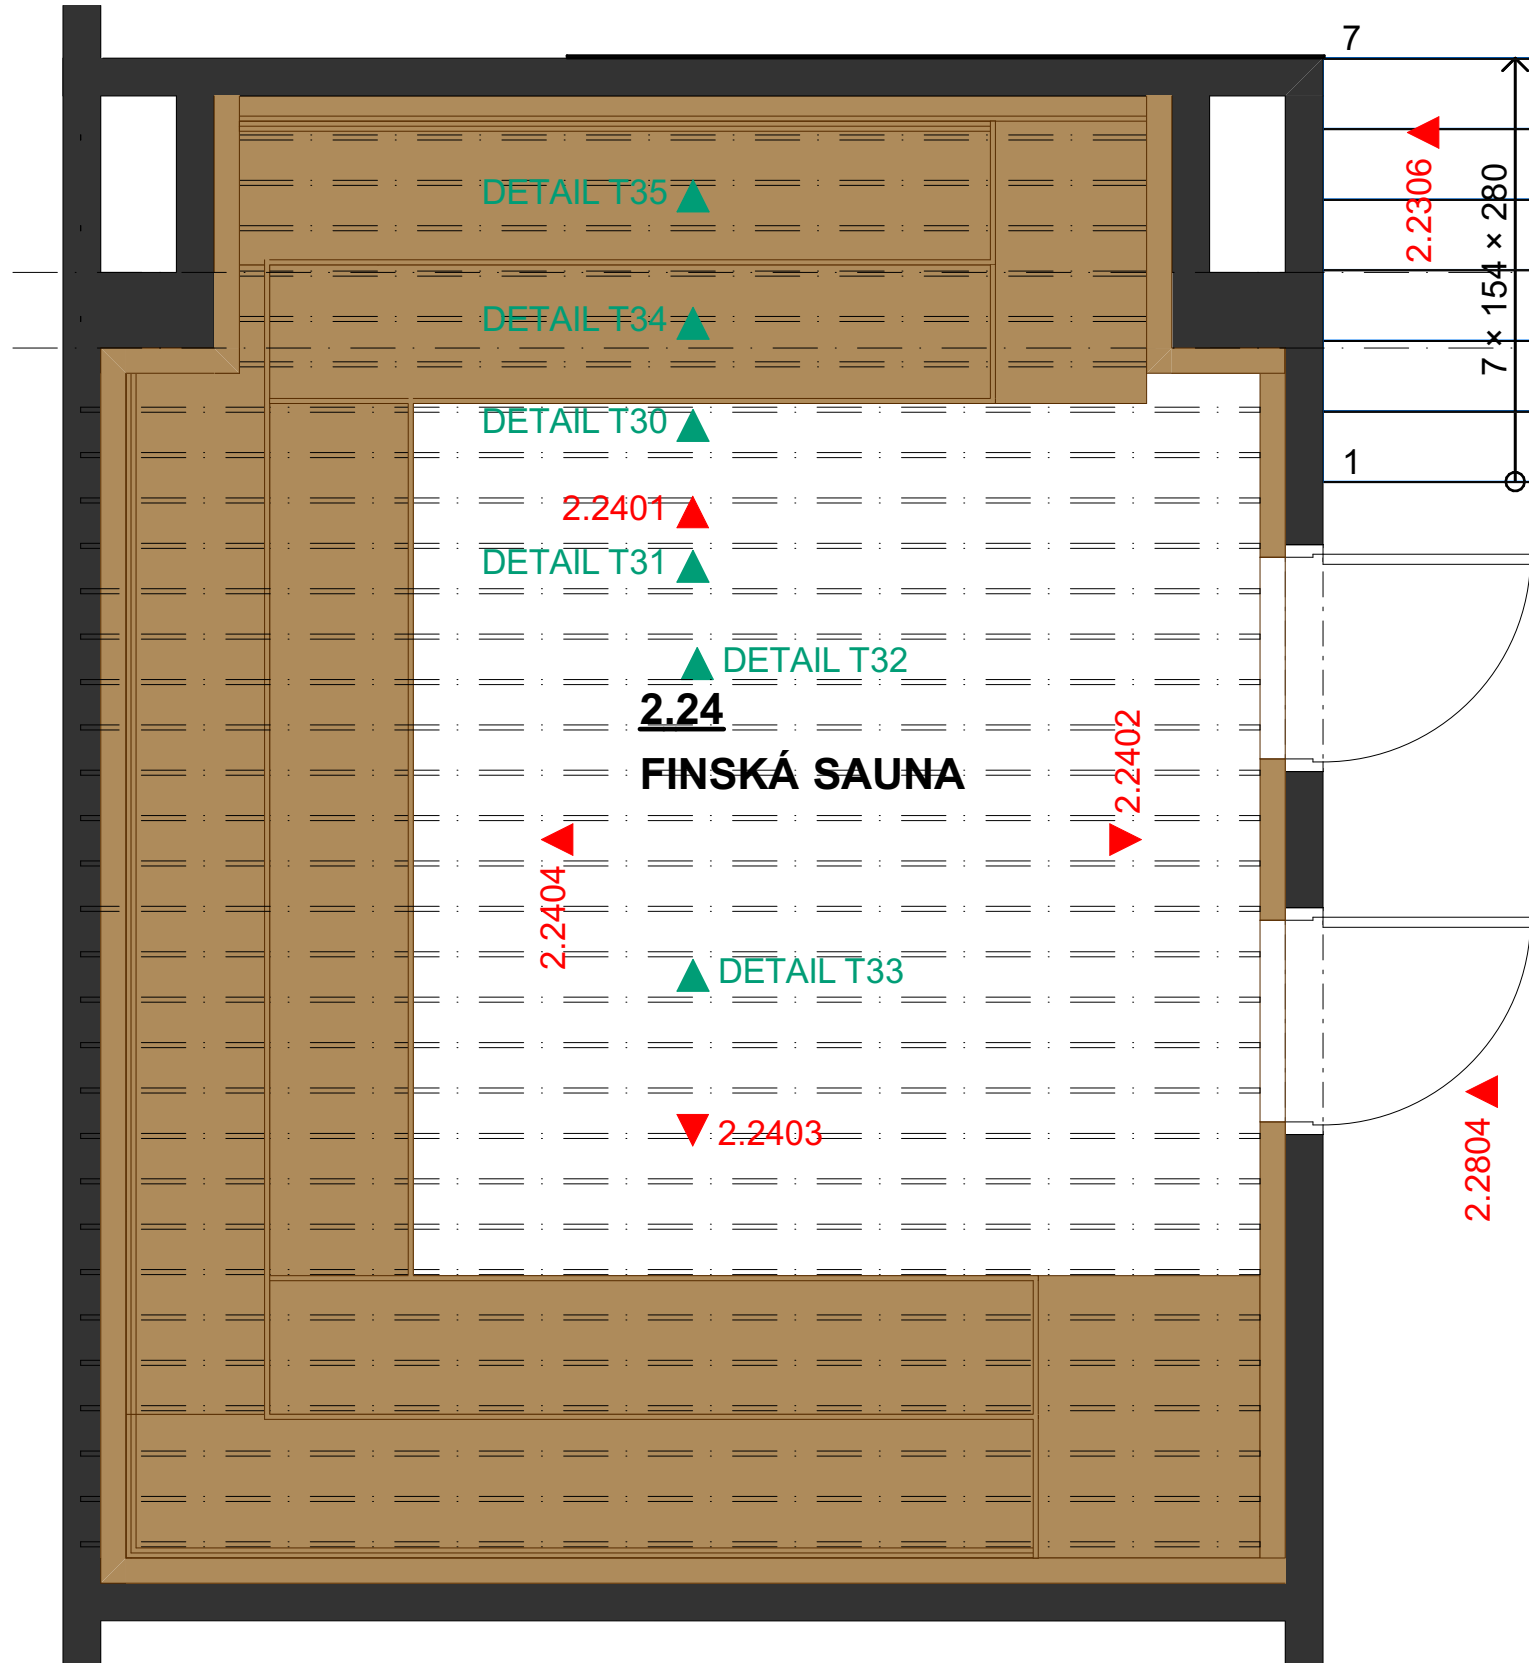 7
2.2306
7 × 154 × 280
DETAIL T35
DETAIL T34
DETAIL T30
1
2.2401
DETAIL T31
DETAIL T32
2.24
FINSKÁ SAUNA
2.2402
2.2404
DETAIL T33
2.2403
2.2804